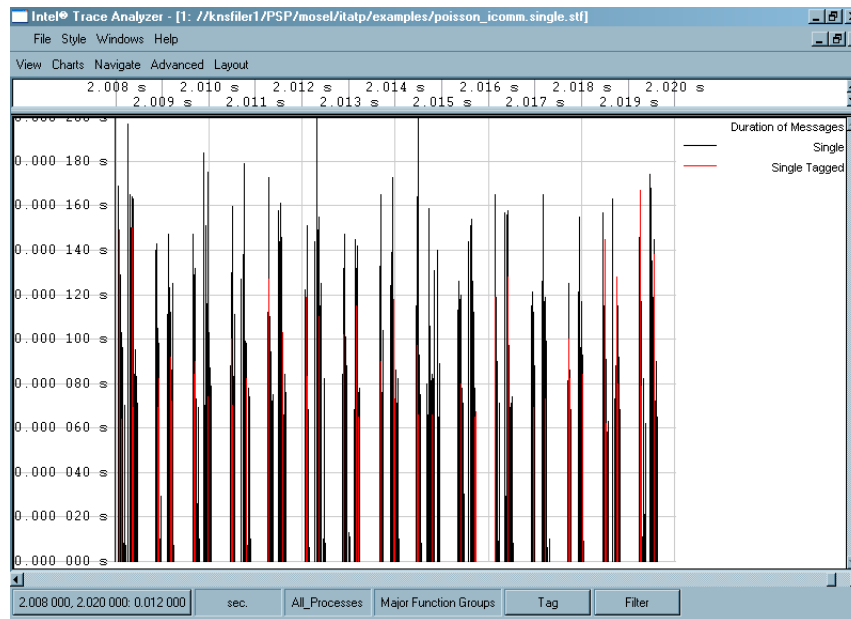 Intel® Trace Analyzer - [1: //knsfiler1/PSP/mosel/itatp/examples/poisson_icomm.single.stf]
File Style Windows Help
View Charts Navigate Advanced Layout
2.008 s 2.010 s 2.012 s 2.014 s 2.016 s 2.018 s 2.020 s
2.009 s 2.011 s 2.013 s 2.015 s 2.017 s 2.019 s
0.000 200 s
Duration of Messages
Single
Single Tagged
0.000 180 s
0.000 160 s
0.000 140 s
0.000 120 s
0.000 100 s
0.000 080 s
0.000 060 s
0.000 040 s
0.000 020 s
0.000 000 s
2.008 000, 2.020 000: 0.012 000 sec. All_Processes Major Function Groups Tag Filter